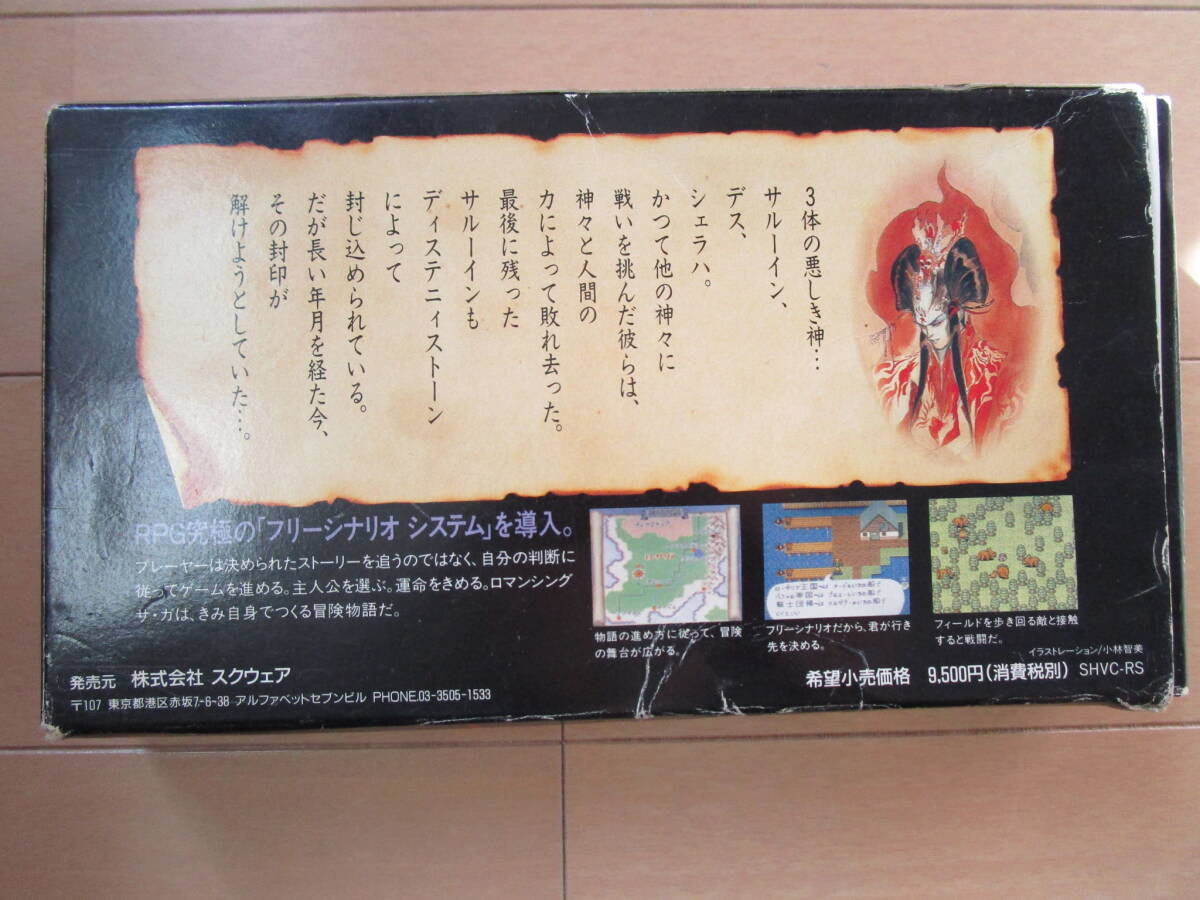 3体の悪しき神…
サルーイン、
デス、
シェラハ。
かつて他の神々に
戦いを挑んだ彼らは、
神々と人間の
力によって敗れ去った。
最後に残った
サルーインも
ディステニィストーン
によって
封じ込められている。
だが長い年月を経た今、
その封印が
解けようとしていた…。
RPG究極の「フリーシナリオ システム」を導入。
プレーヤーは決められたストーリーを追うのではなく、自分の判断に
従ってゲームを進める。主人公を選ぶ。運命をきめる。ロマンシング
サ・ガは、きみ自身でつくる冒険物語だ。
物語の進め方に従って、冒険
の舞台が広がる。
フリーシナリオだから、君が行き
先を決める。
フィールドを歩き回る敵と接触
すると戦闘だ。
イラストレーション/小林智美
発売元 株式会社 スクウェア
〒107 東京都港区赤坂7-6-38 アルファベットセブンビル PHONE.03-3505-1533
希望小売価格 9,500円(消費税別) SHVC-RS